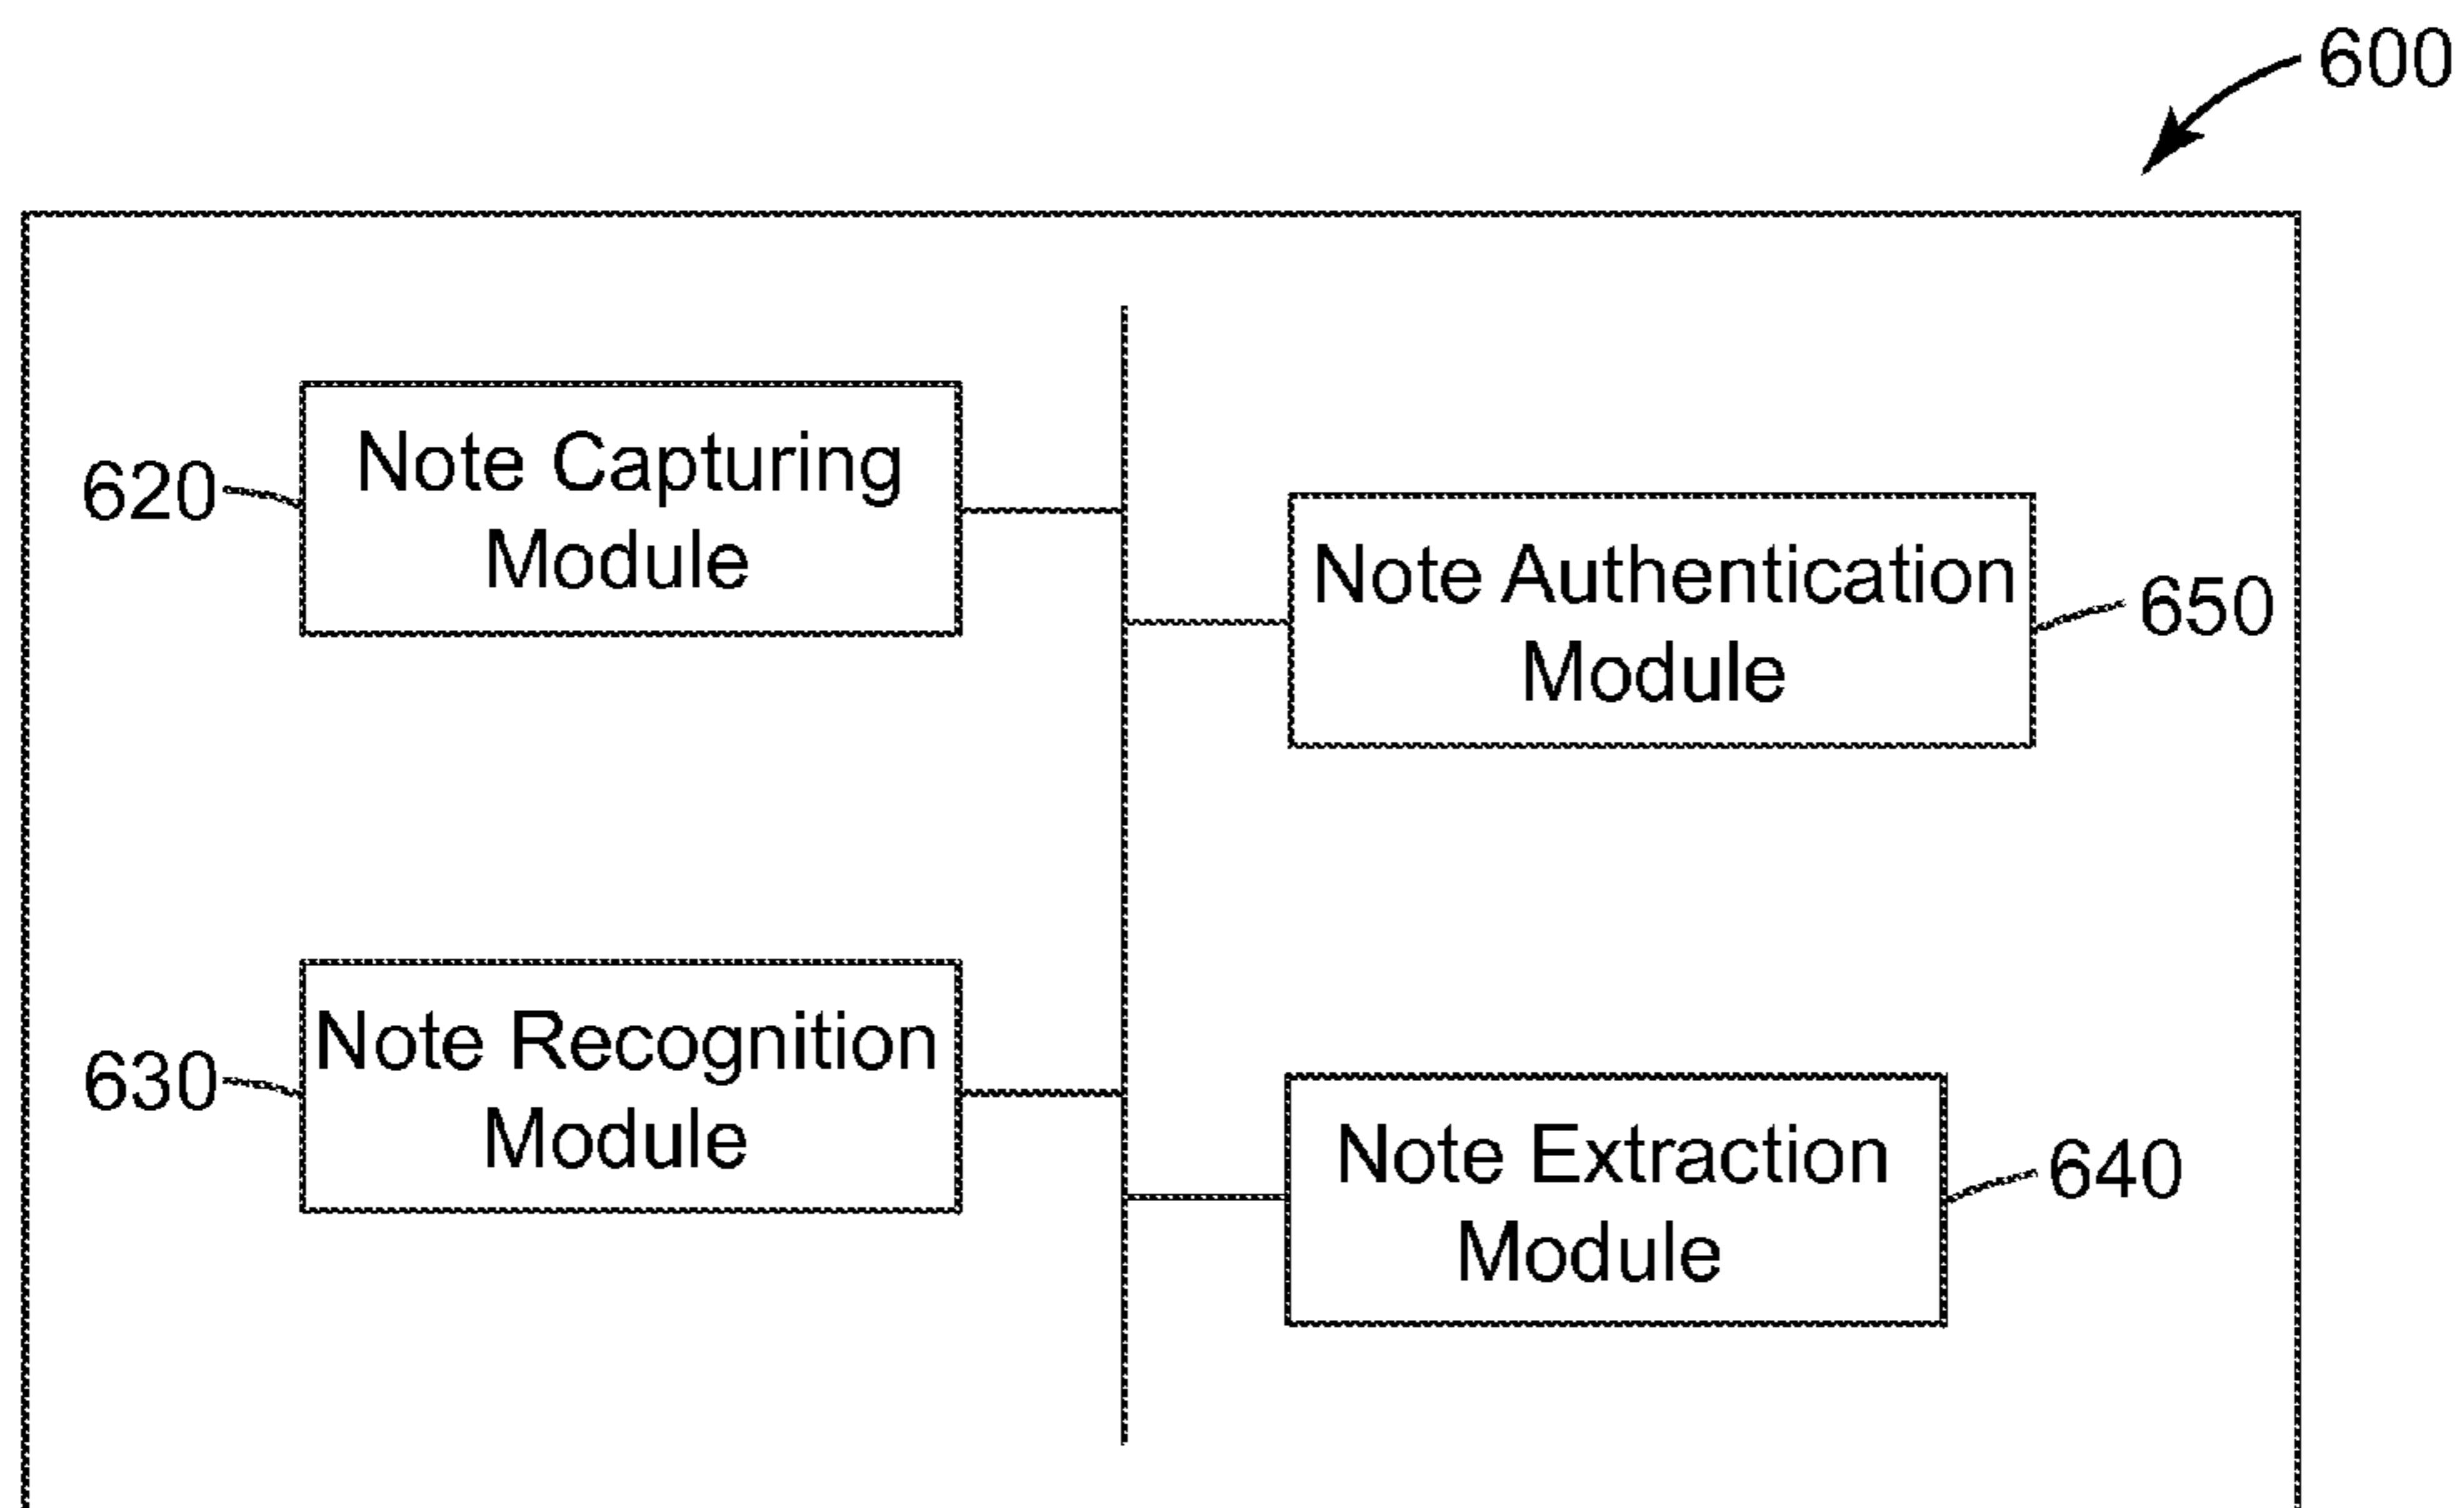 600
620
Note Capturing
Module
Note Authentication
Module
650
630
Note Recognition
Module
Note Extraction
Module
640